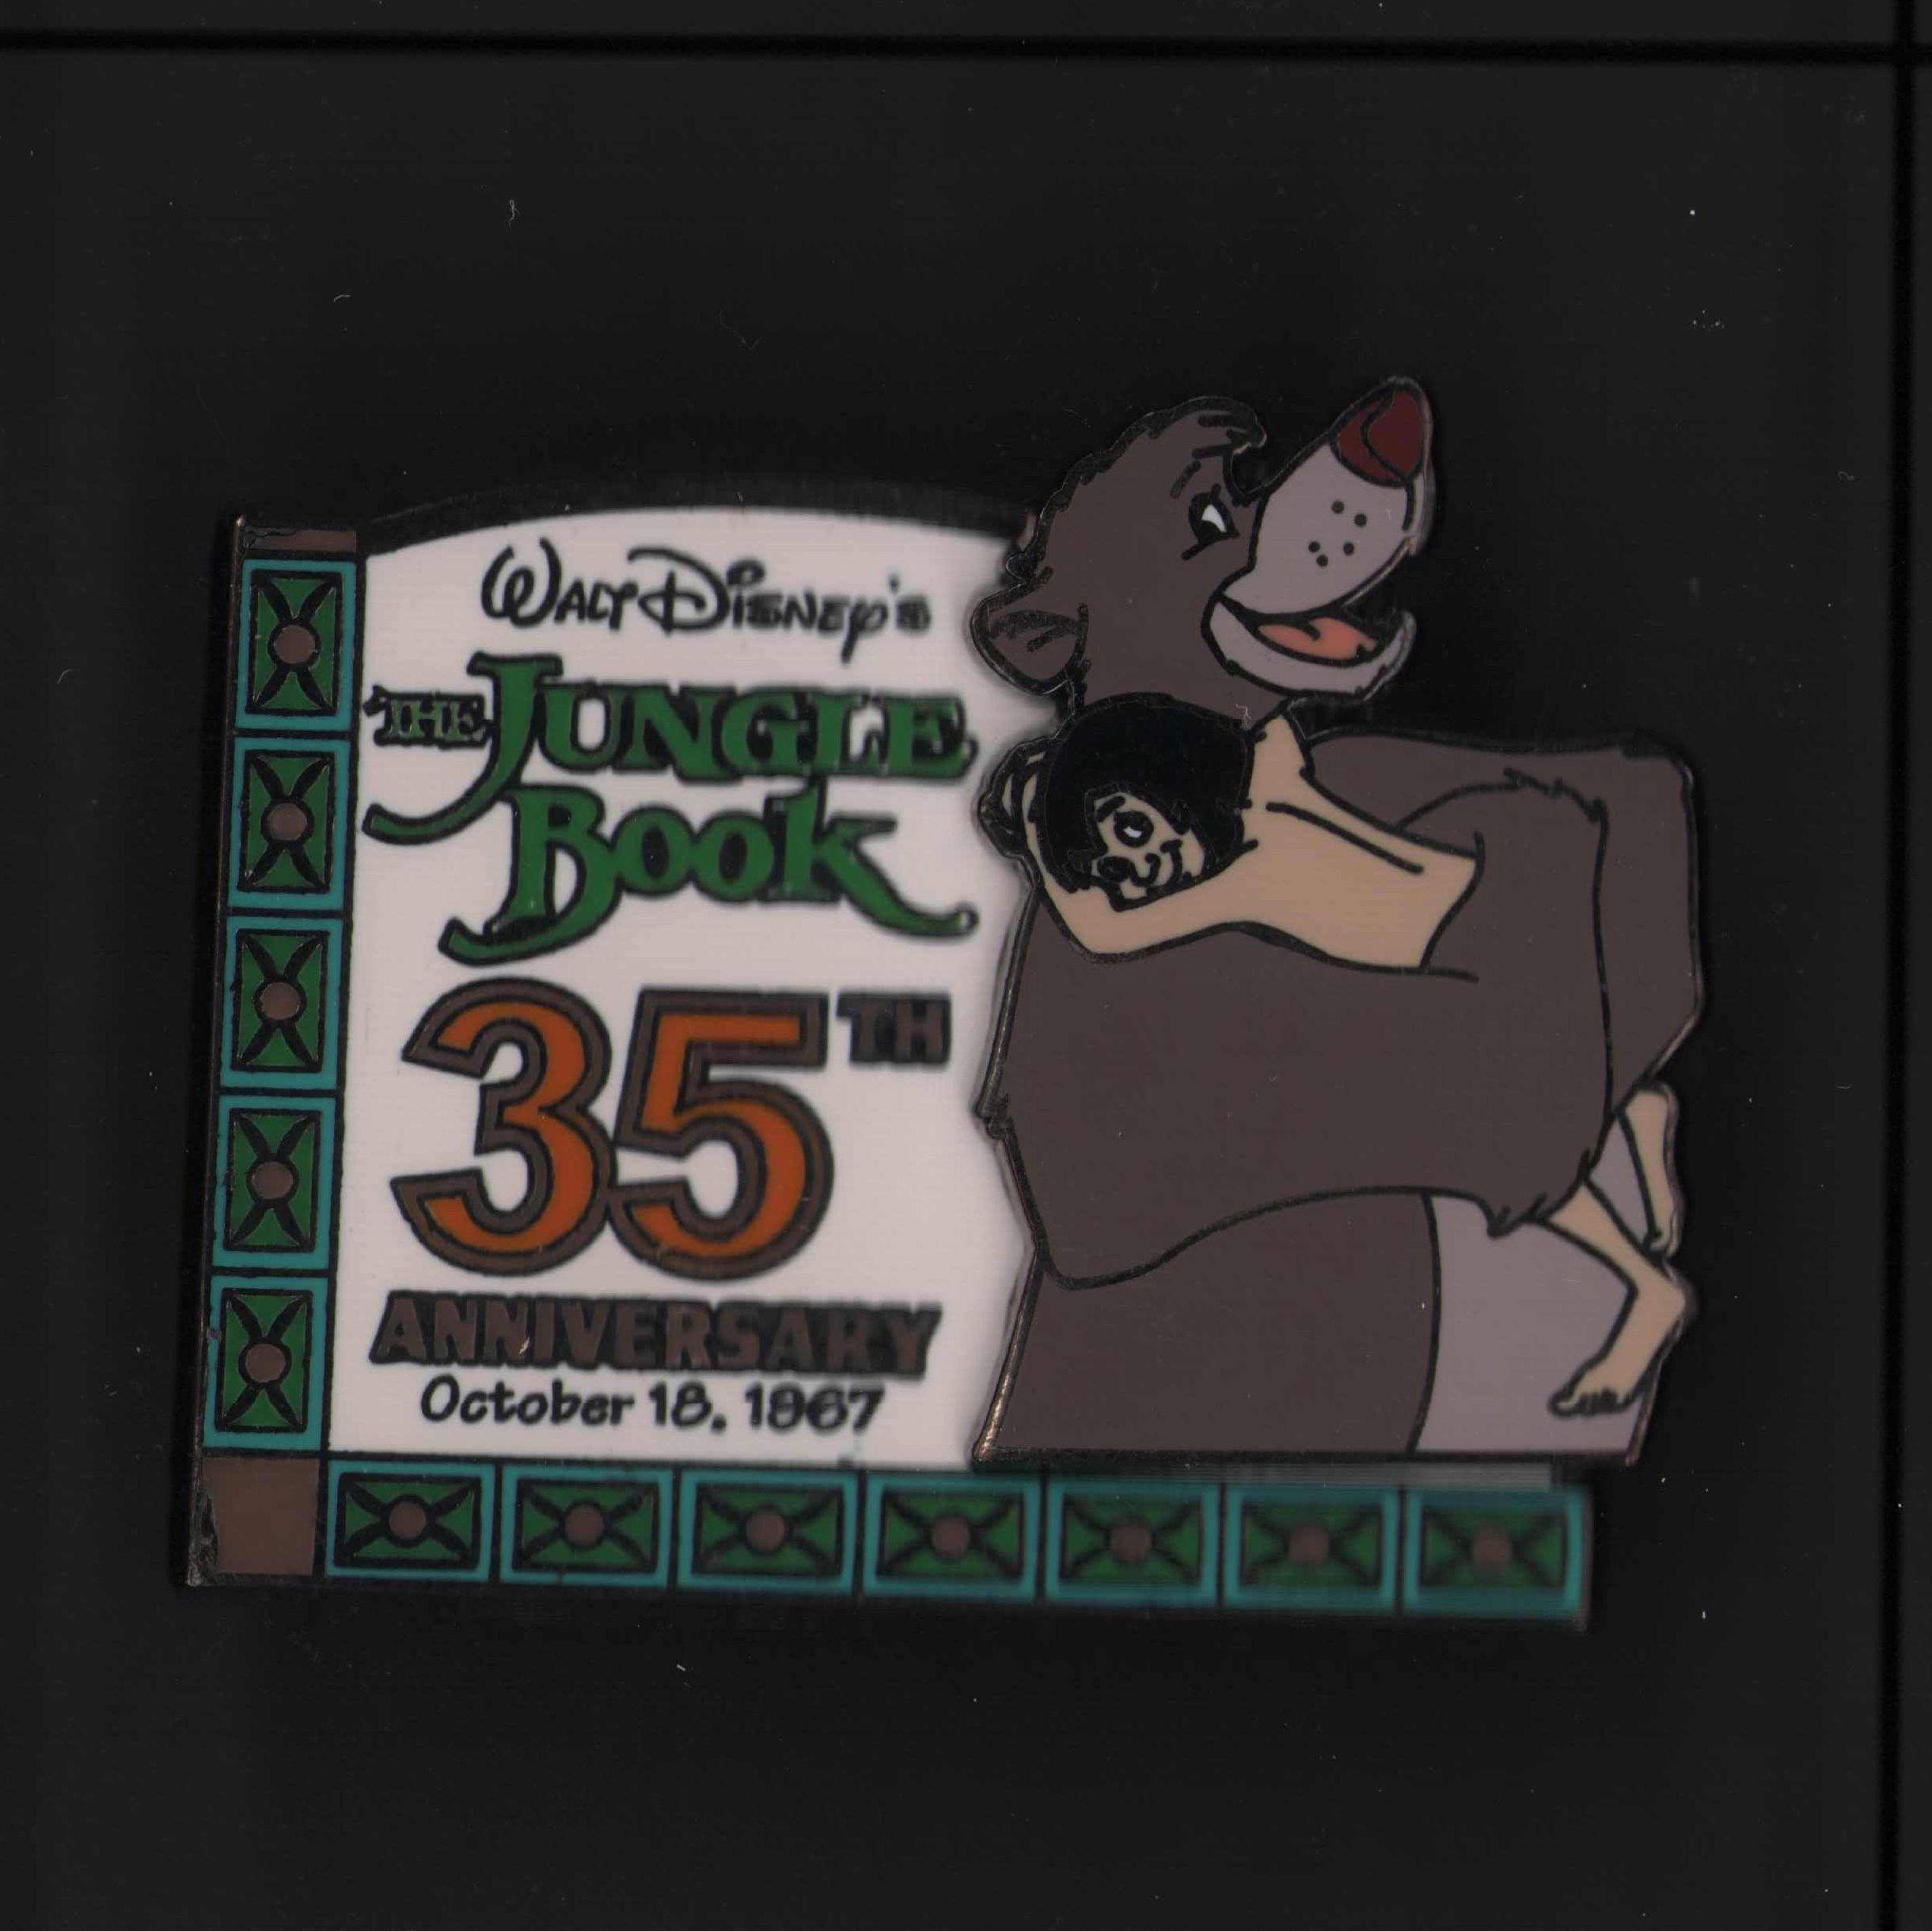 WALT DISNEY'S
THE JUNGLE
BOOK
35TH
ANNIVERSARY
October 18, 1967